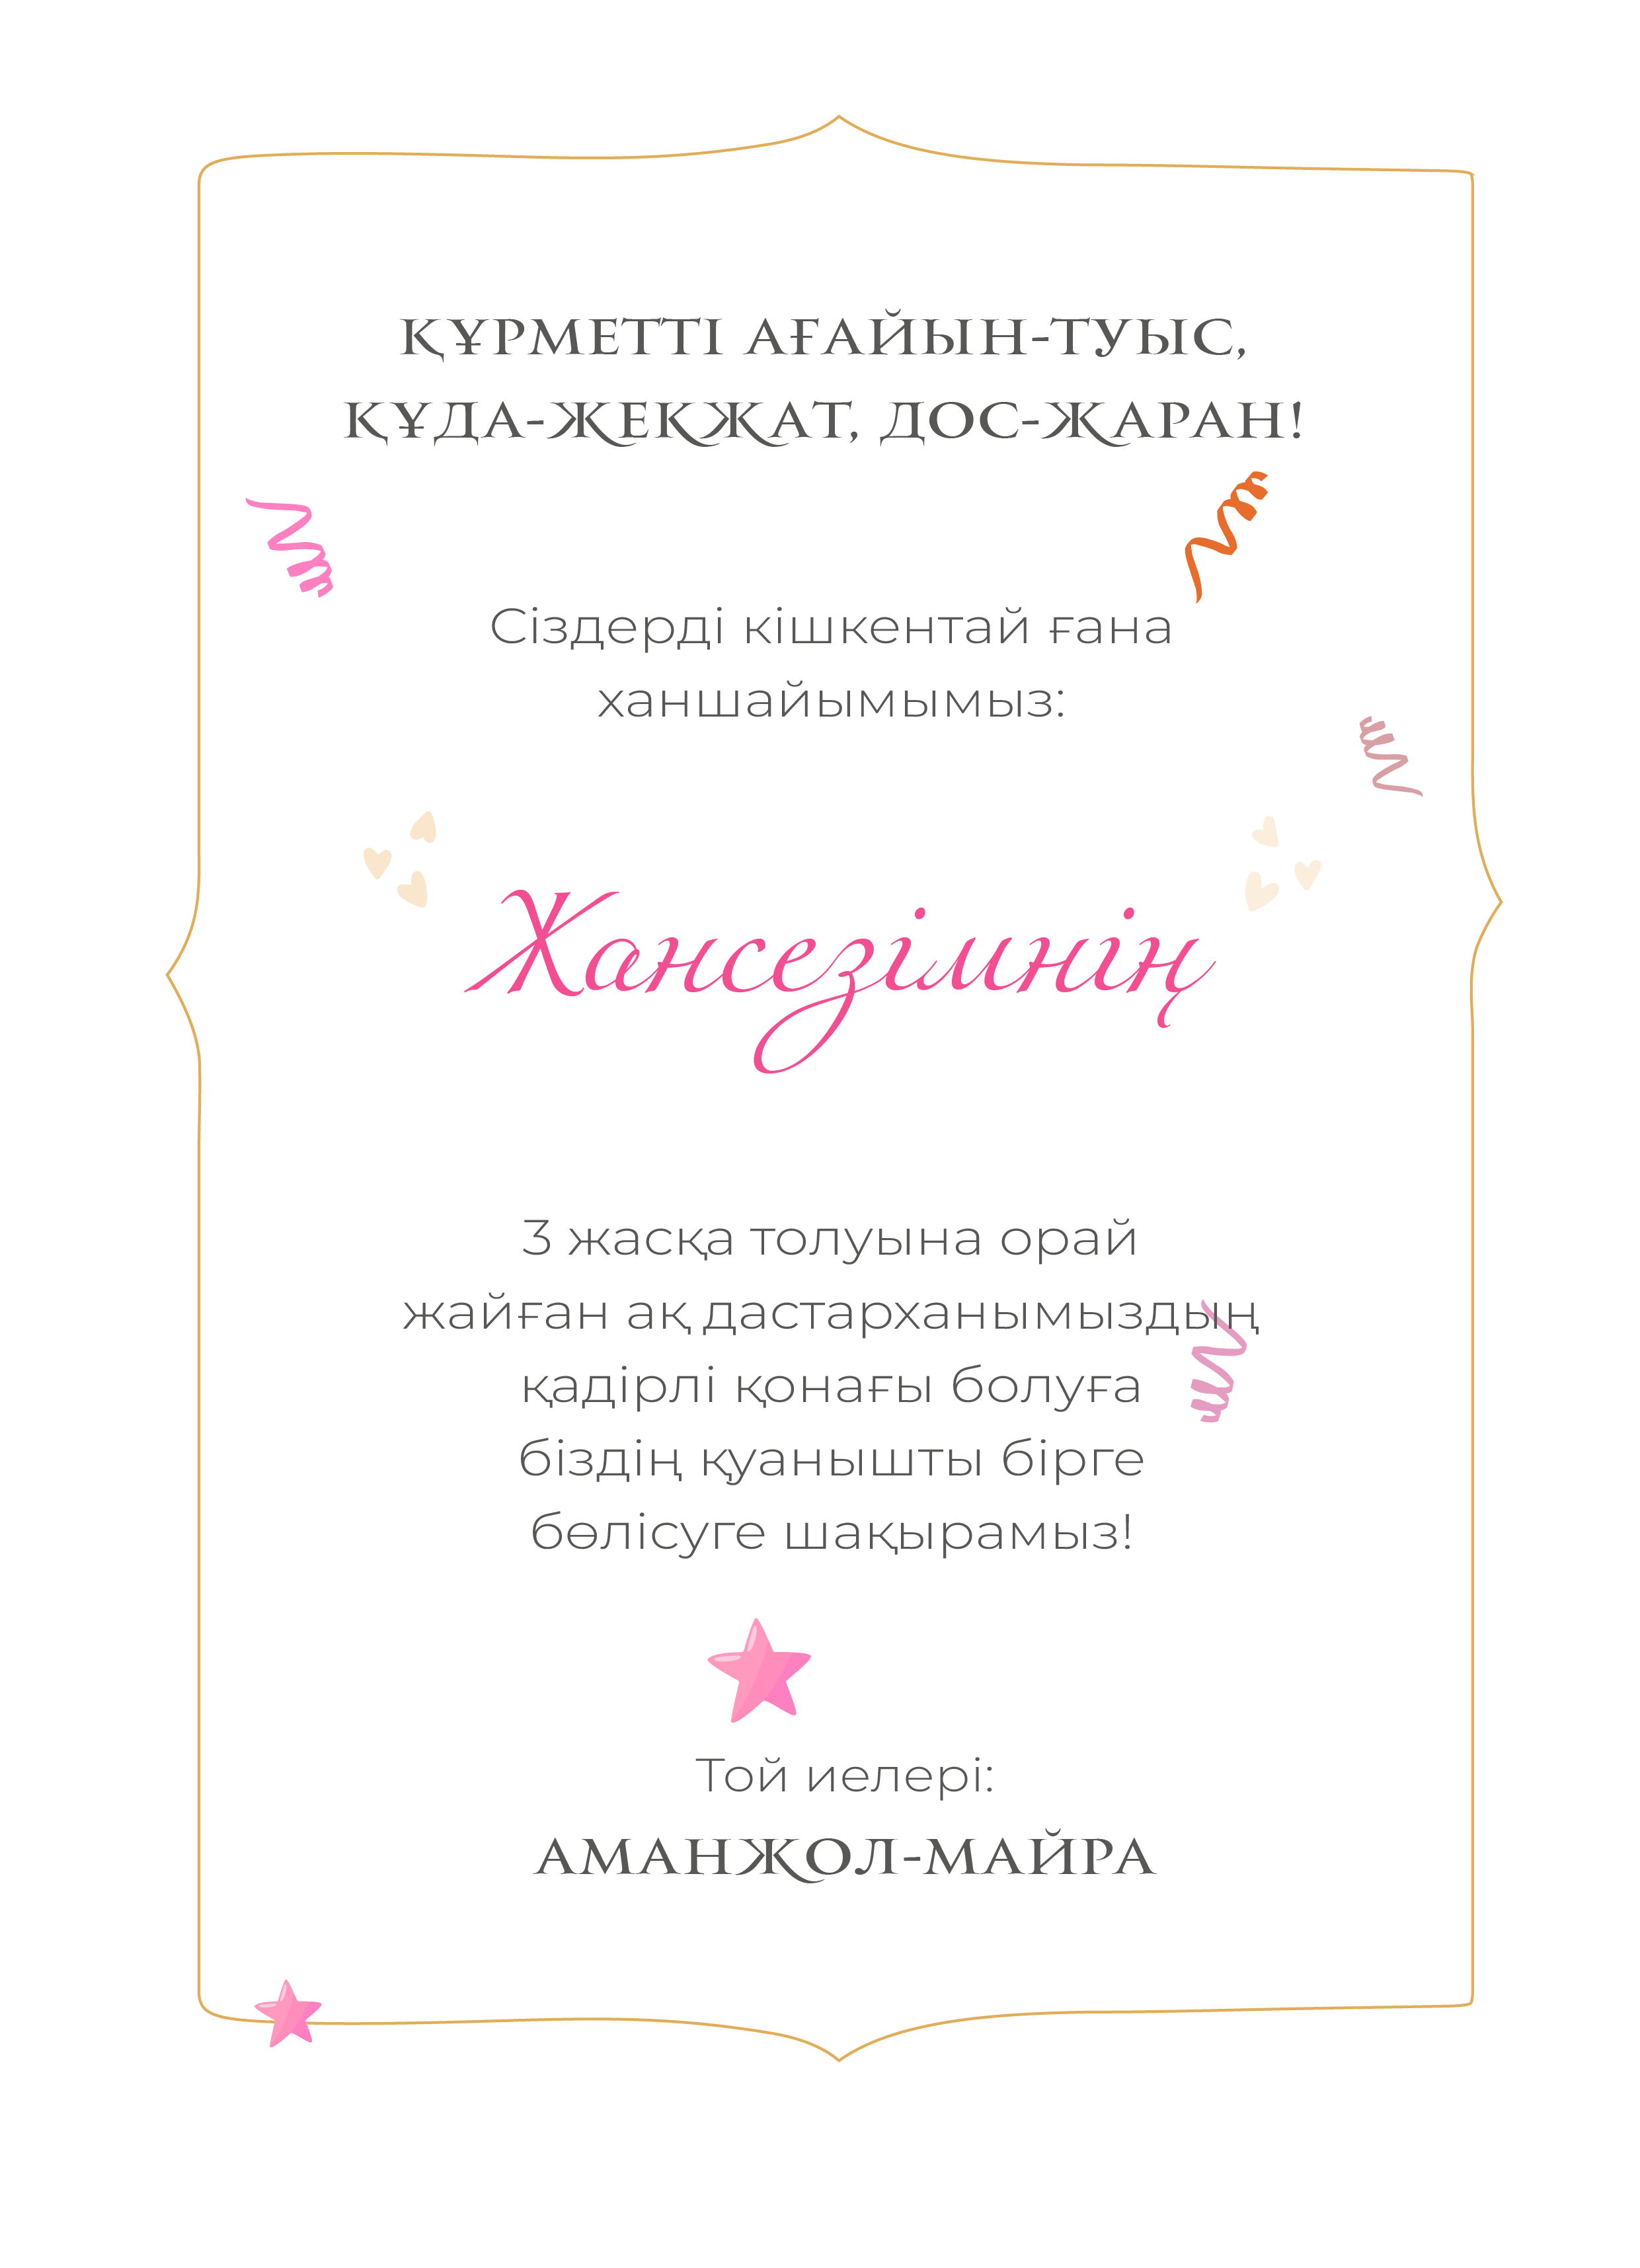 ҚҰРМЕТТІ АҒАЙЫН-ТУЫС,
ҚҰДА-ЖЕКЖАТ, ДОС-ЖАРАН!
Сіздерді кішкентай ғана
ханшайымымыз:
Жансезімнің
3 жасқа толуына орай
жайған ақ дастарханымыздың
қадірлі қонағы болуға
біздің қуанышты бірге
бөлісуге шақырамыз!
Той иелері:
АМАНЖОЛ-МАЙРА